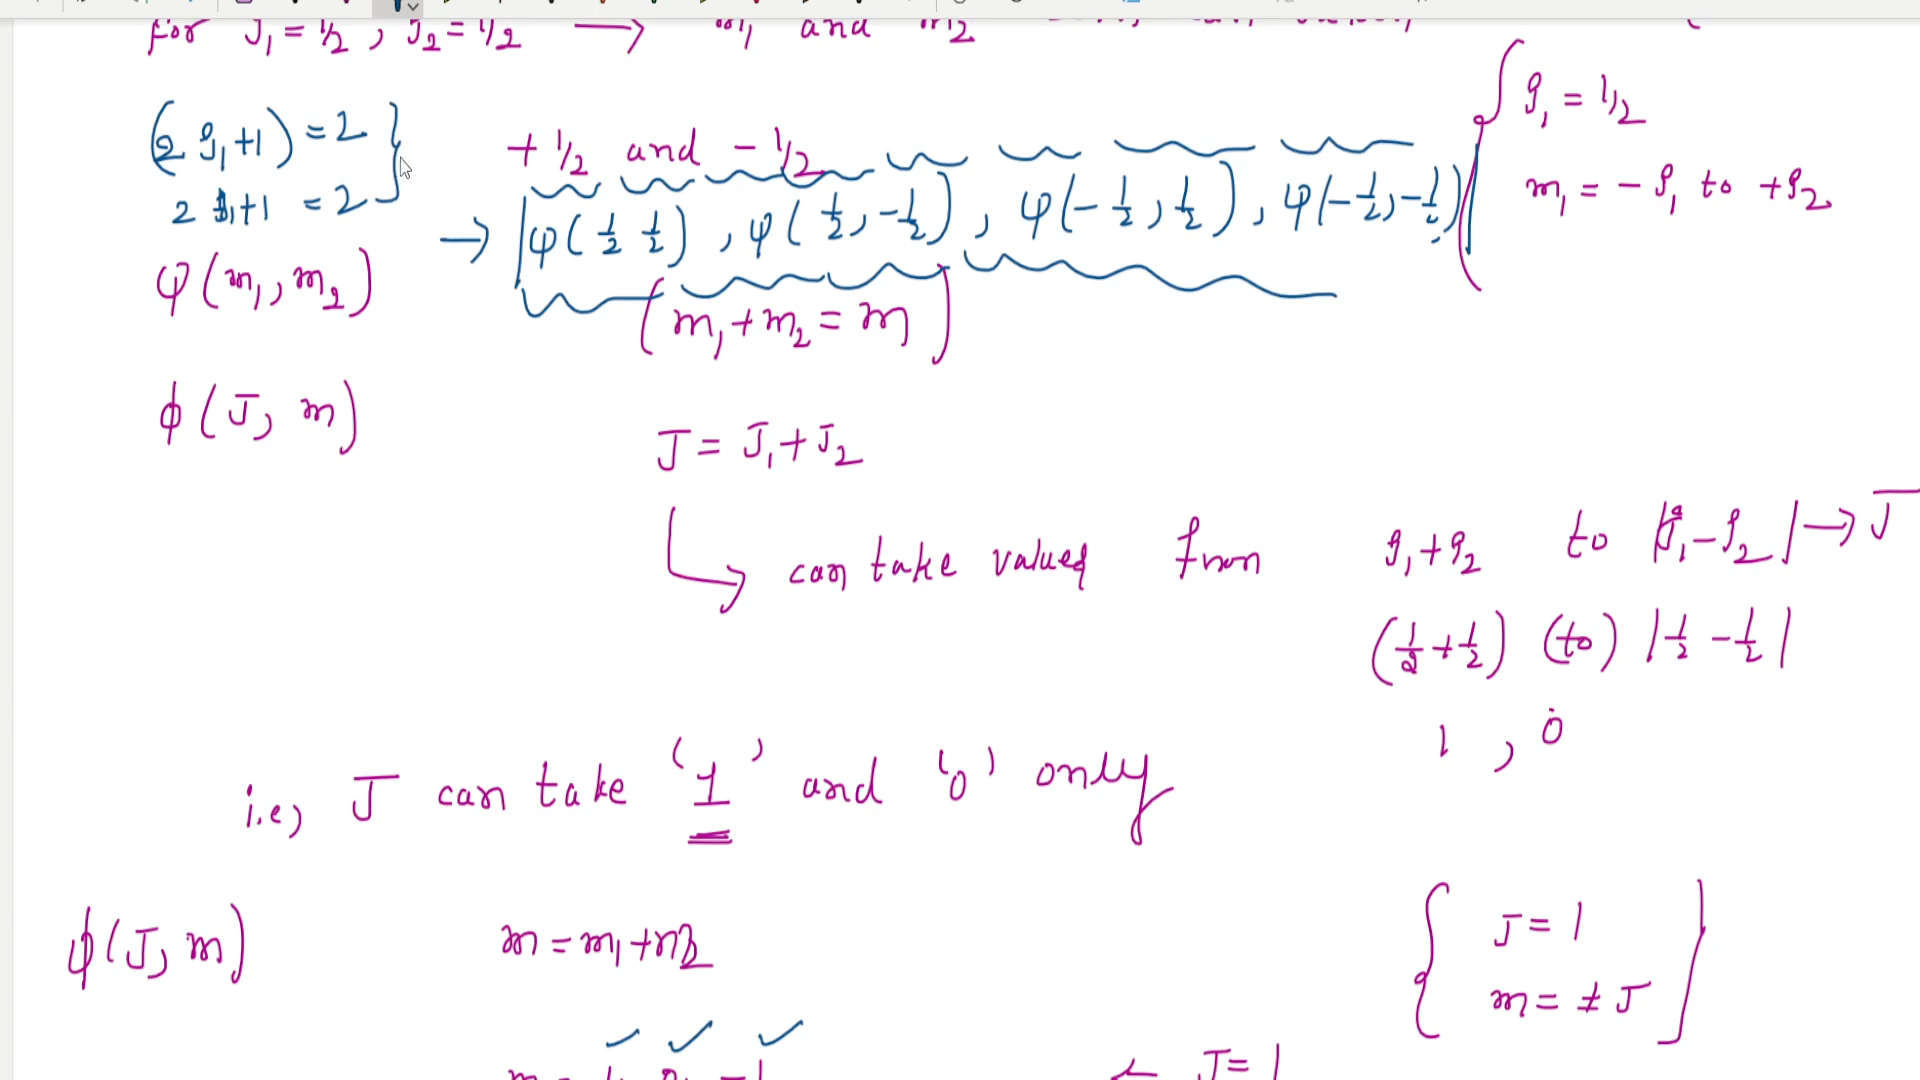 For J₁ = 1/2 , J₂ = 1/2 → m₁ and m₂
(2 j₁+1) = 2 }
+ 1/2 and - 1/2
j₁ = 1/2
2 j₁+1 = 2
m₁ = - j₁ to + j₂
→ | φ(1/2 1/2) , φ(1/2, -1/2) , φ(-1/2, 1/2) , φ(-1/2, -1/2) |
φ(m₁, m₂)
(m₁ + m₂ = m)
ϕ(J, m)
J = J₁ + J₂
↳ can take values from j₁+j₂ to |j₁ - j₂| → J
(1/2 + 1/2) (to) |1/2 - 1/2|
1 , 0
i.e) J can take '1' and '0' only
ϕ(J, m) m = m₁ + m₂
{ J = 1
m = ± J }
J = 1